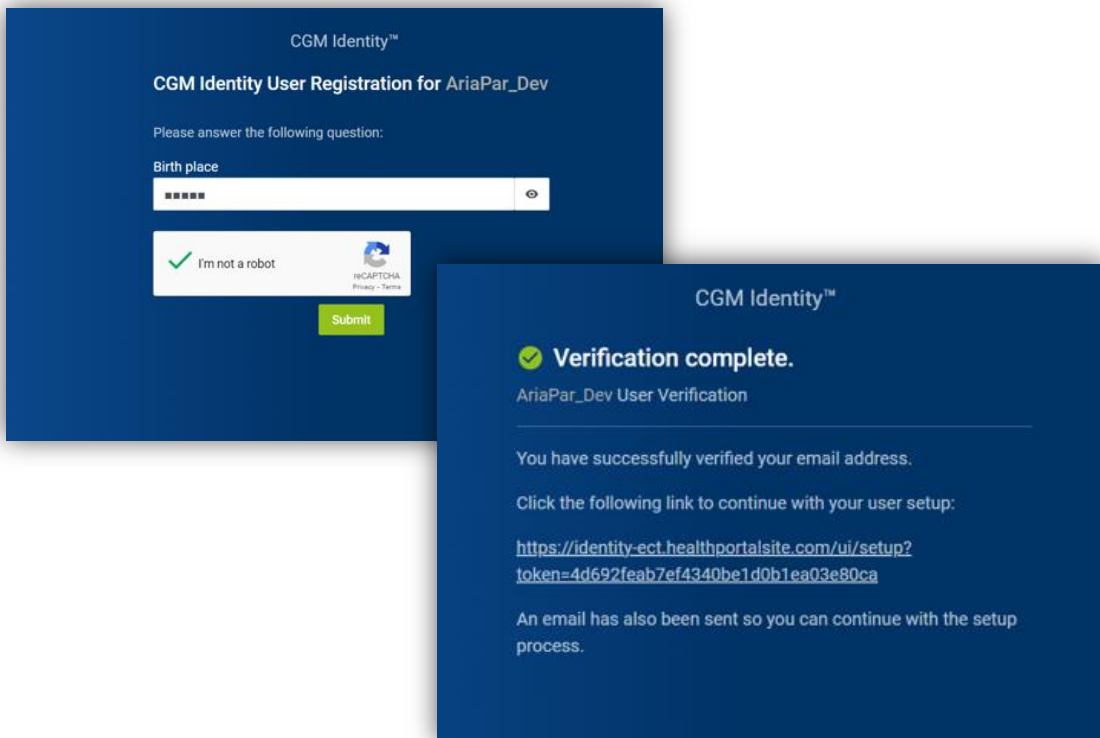 CGM Identity™
CGM Identity User Registration for AriaPar_Dev
Please answer the following question:
Birth place
I'm not a robot
reCAPTCHA
Privacy - Terms
Submit
CGM Identity™
Verification complete.
AriaPar_Dev User Verification
You have successfully verified your email address.
Click the following link to continue with your user setup:
https://identity-ect.healthportalsite.com/ui/setup?
token=4d692feab7ef4340be1d0b1ea03e80ca
An email has also been sent so you can continue with the setup
process.